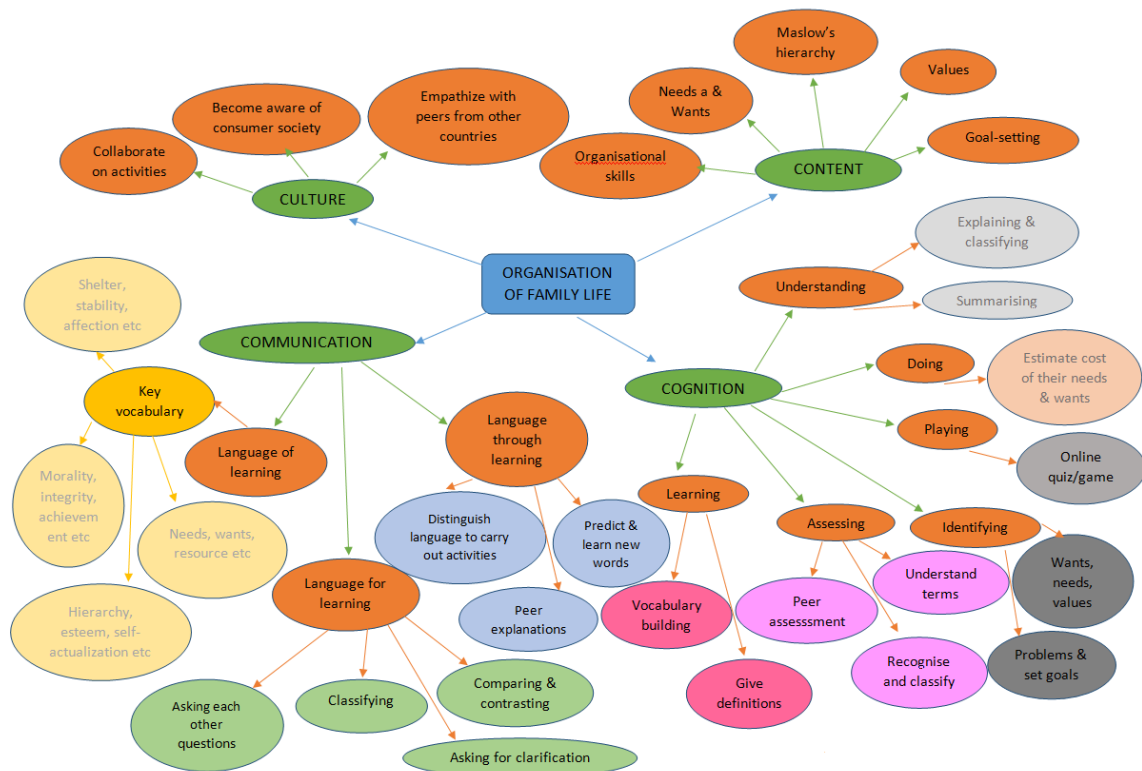 Maslow's
hierarchy
Values
Needs a &
Wants
Goal-setting
Organisational
skills
CONTENT
Empathize with
peers from other
countries
Become aware of
consumer society
Collaborate
on activities
CULTURE
ORGANISATION
OF FAMILY LIFE
Explaining &
classifying
Understanding
Summarising
Doing
Estimate cost
of their needs
& wants
COGNITION
Playing
Online
quiz/game
Learning
Assessing
Identifying
Wants,
needs,
values
Understand
terms
Vocabulary
building
Peer
assesssment
Problems &
set goals
Recognise
and classify
Give
definitions
COMMUNICATION
Shelter,
stability,
affection etc
Key
vocabulary
Language of
learning
Morality,
integrity,
achievem
ent etc
Needs, wants,
resource etc
Hierarchy,
esteem, self-
actualization etc
Language
through
learning
Distinguish
language to carry
out activities
Predict &
learn new
words
Peer
explanations
Language for
learning
Asking each
other
questions
Classifying
Comparing &
contrasting
Asking for clarification